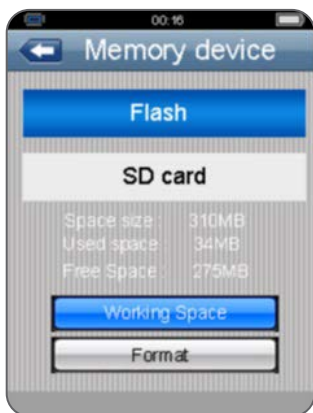 00:16
Memory device
Flash
SD card
Space size : 310MB
Used space : 34MB
Free Space : 275MB
Working Space
Format